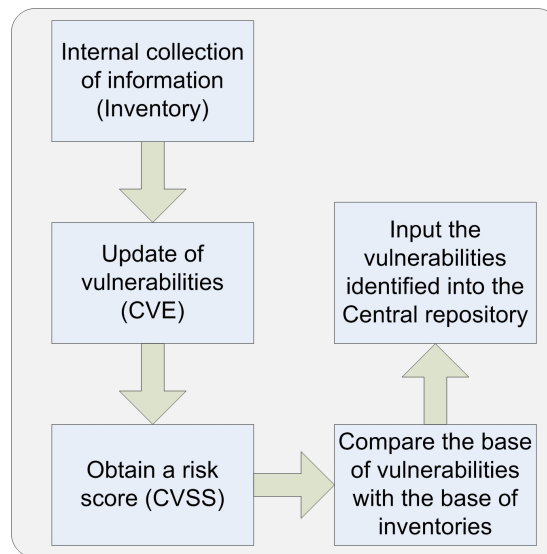 Internal collection
of information
(Inventory)
Update of
vulnerabilities
(CVE)
Obtain a risk
score (CVSS)
Compare the base
of vulnerabilities
with the base of
inventories
Input the
vulnerabilities
identified into the
Central repository